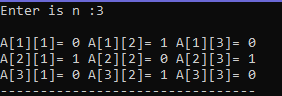 Enter is n :3
A[1][1]= 0 A[1][2]= 1 A[1][3]= 0
A[2][1]= 1 A[2][2]= 0 A[2][3]= 1
A[3][1]= 0 A[3][2]= 1 A[3][3]= 0
--------------------------------